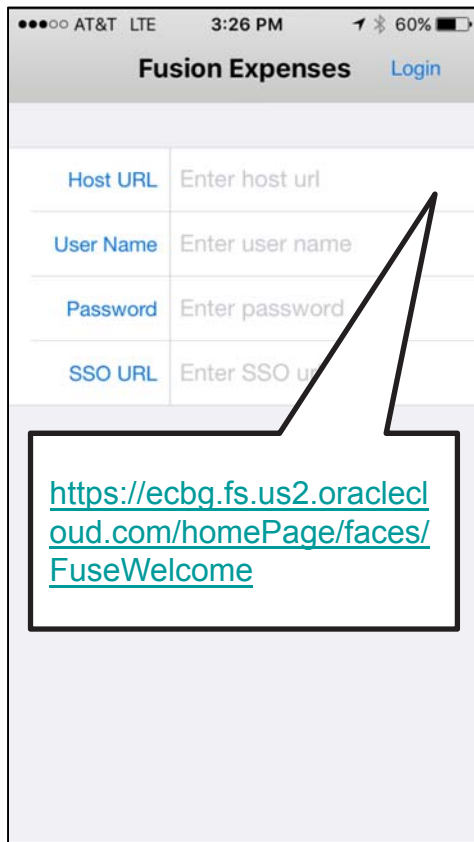 AT&T LTE 3:26 PM 60%
Fusion Expenses Login
Host URL Enter host url
User Name Enter user name
Password Enter password
SSO URL Enter SSO ur
https://ecbg.fs.us2.oraclecl
oud.com/homePage/faces/
FuseWelcome